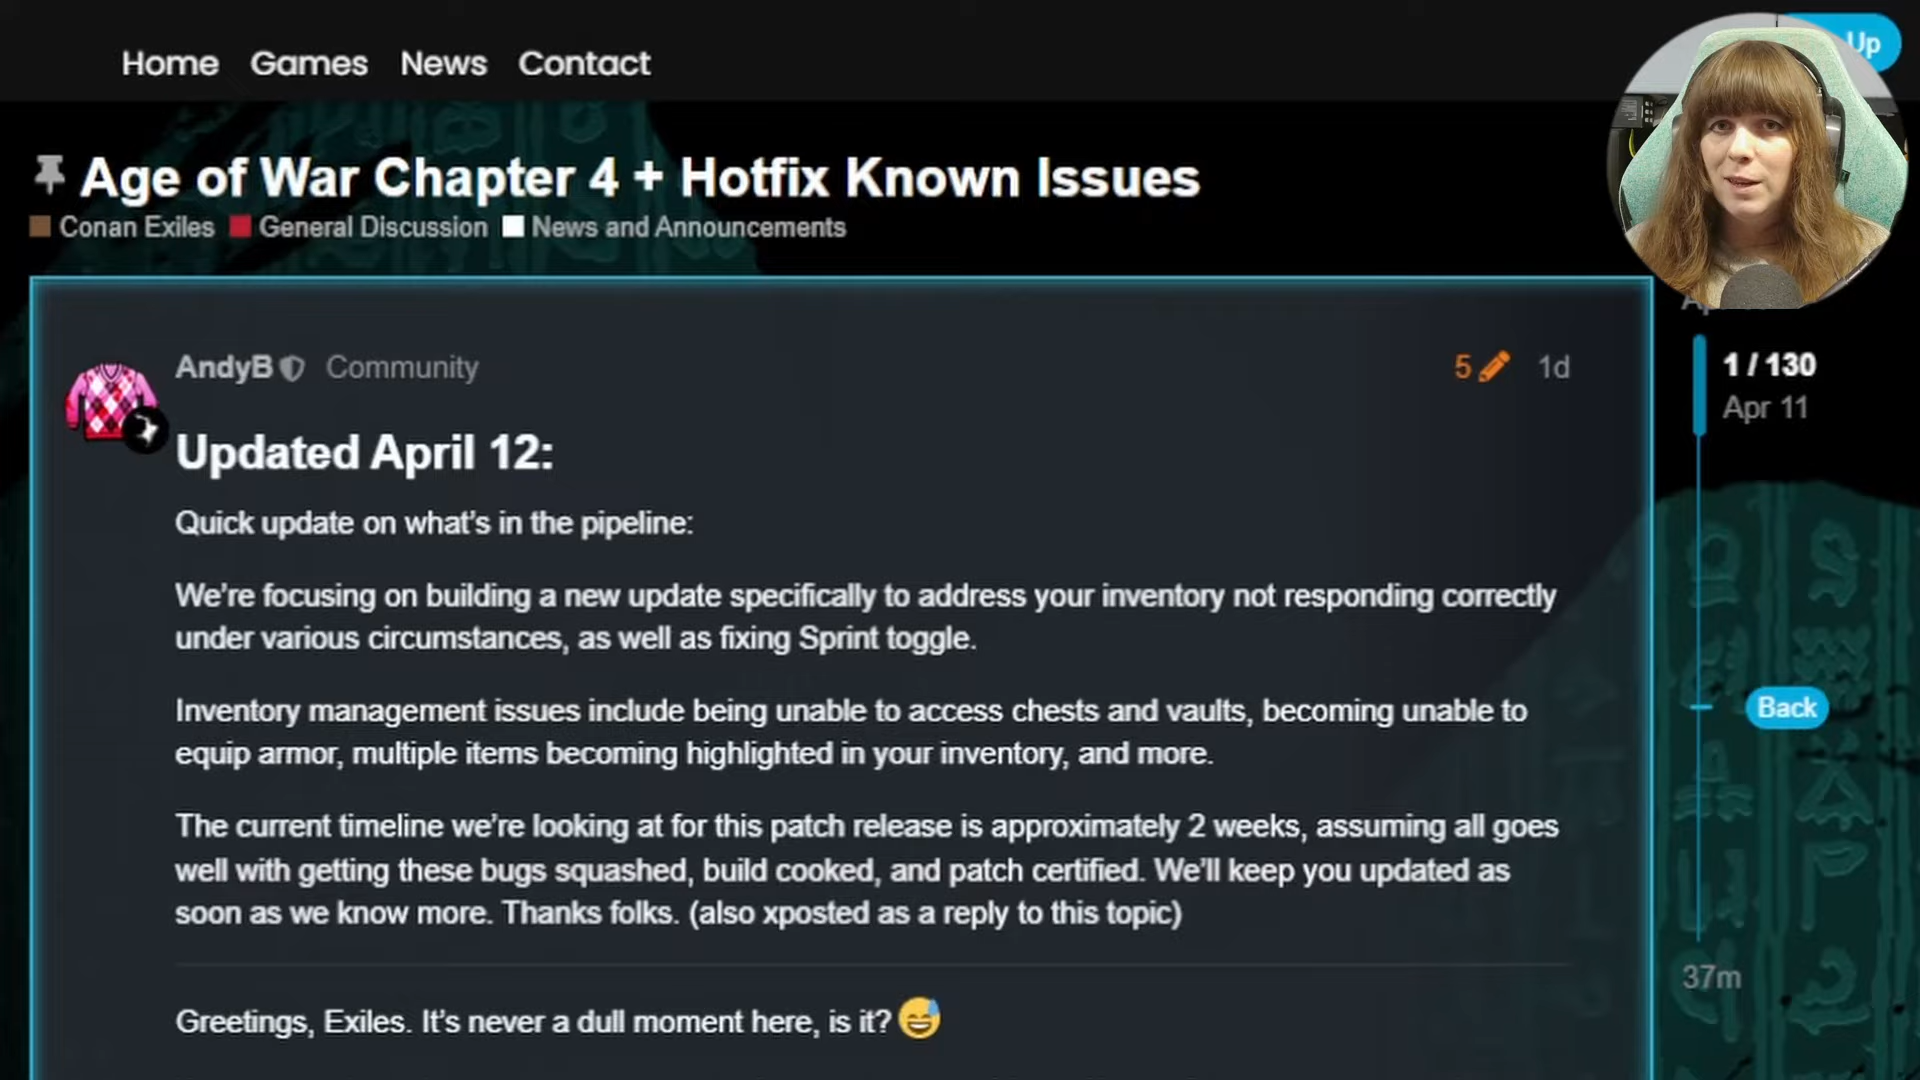 Home Games News Contact
Up
Age of War Chapter 4 + Hotfix Known Issues
Conan Exiles General Discussion News and Announcements
AndyB Community 5 1d
Updated April 12:
Quick update on what's in the pipeline:
We're focusing on building a new update specifically to address your inventory not responding correctly
under various circumstances, as well as fixing Sprint toggle.
Inventory management issues include being unable to access chests and vaults, becoming unable to
equip armor, multiple items becoming highlighted in your inventory, and more.
The current timeline we're looking at for this patch release is approximately 2 weeks, assuming all goes
well with getting these bugs squashed, build cooked, and patch certified. We'll keep you updated as
soon as we know more. Thanks folks. (also xposted as a reply to this topic)
Greetings, Exiles. It's never a dull moment here, is it? 😅
1 / 130
Apr 11
Back
37m